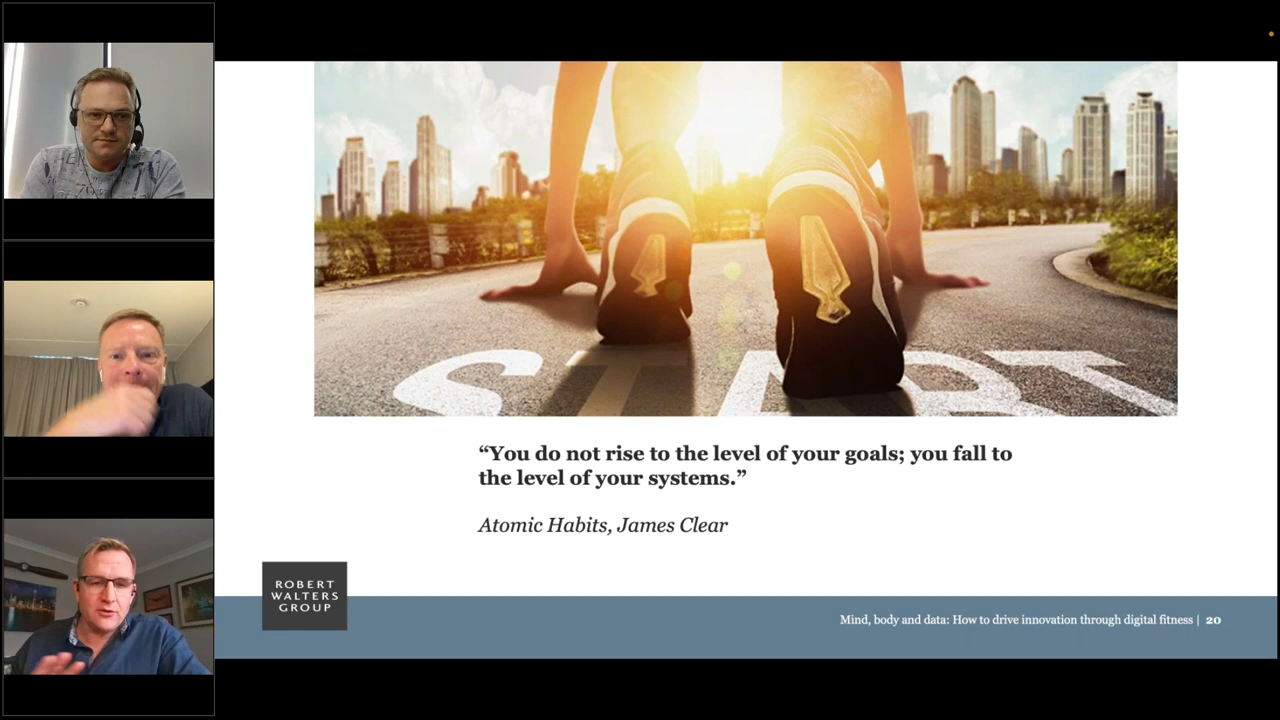 START
“You do not rise to the level of your goals; you fall to
the level of your systems.”
Atomic Habits, James Clear
ROBERT
WALTERS
GROUP
Mind, body and data: How to drive innovation through digital fitness | 20